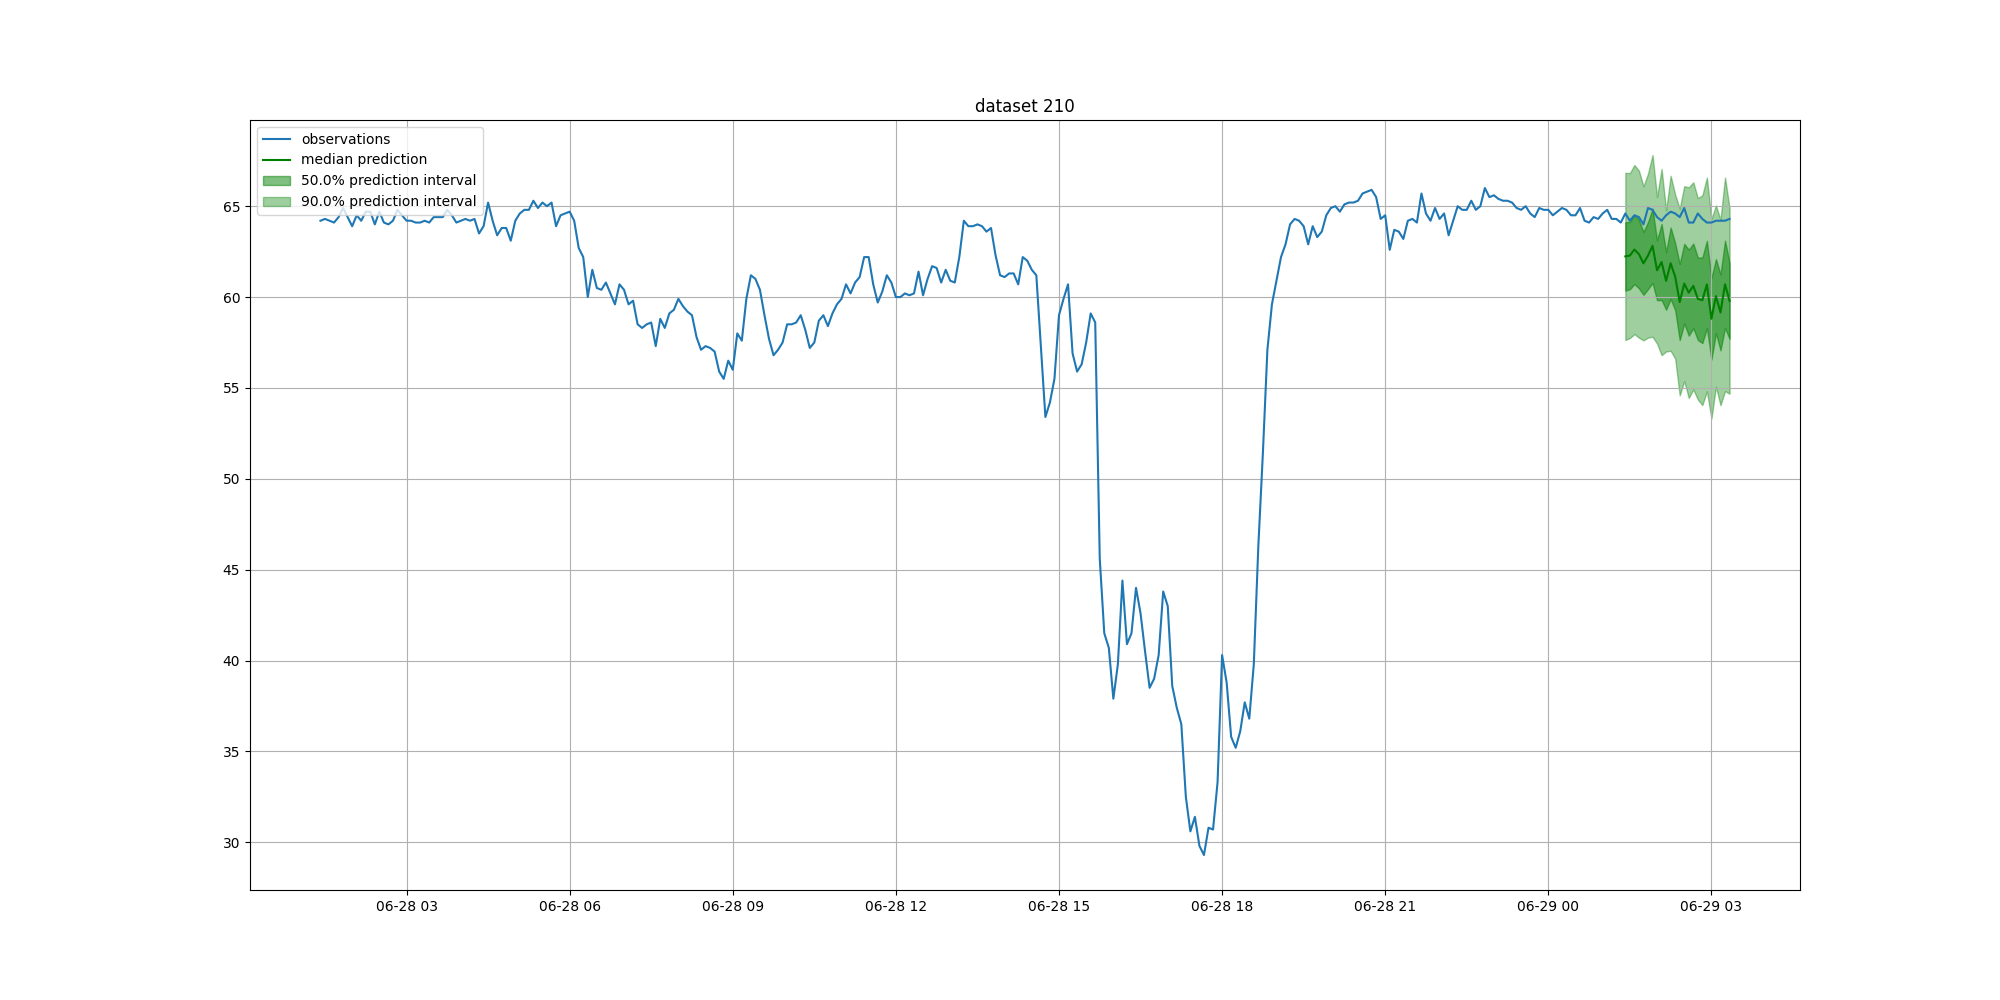 dataset 210
observations
median prediction
50.0% prediction interval
90.0% prediction interval
65
60
55
50
45
40
35
30
06-28 03 06-28 06 06-28 09 06-28 12 06-28 15 06-28 18 06-28 21 06-29 00 06-29 03